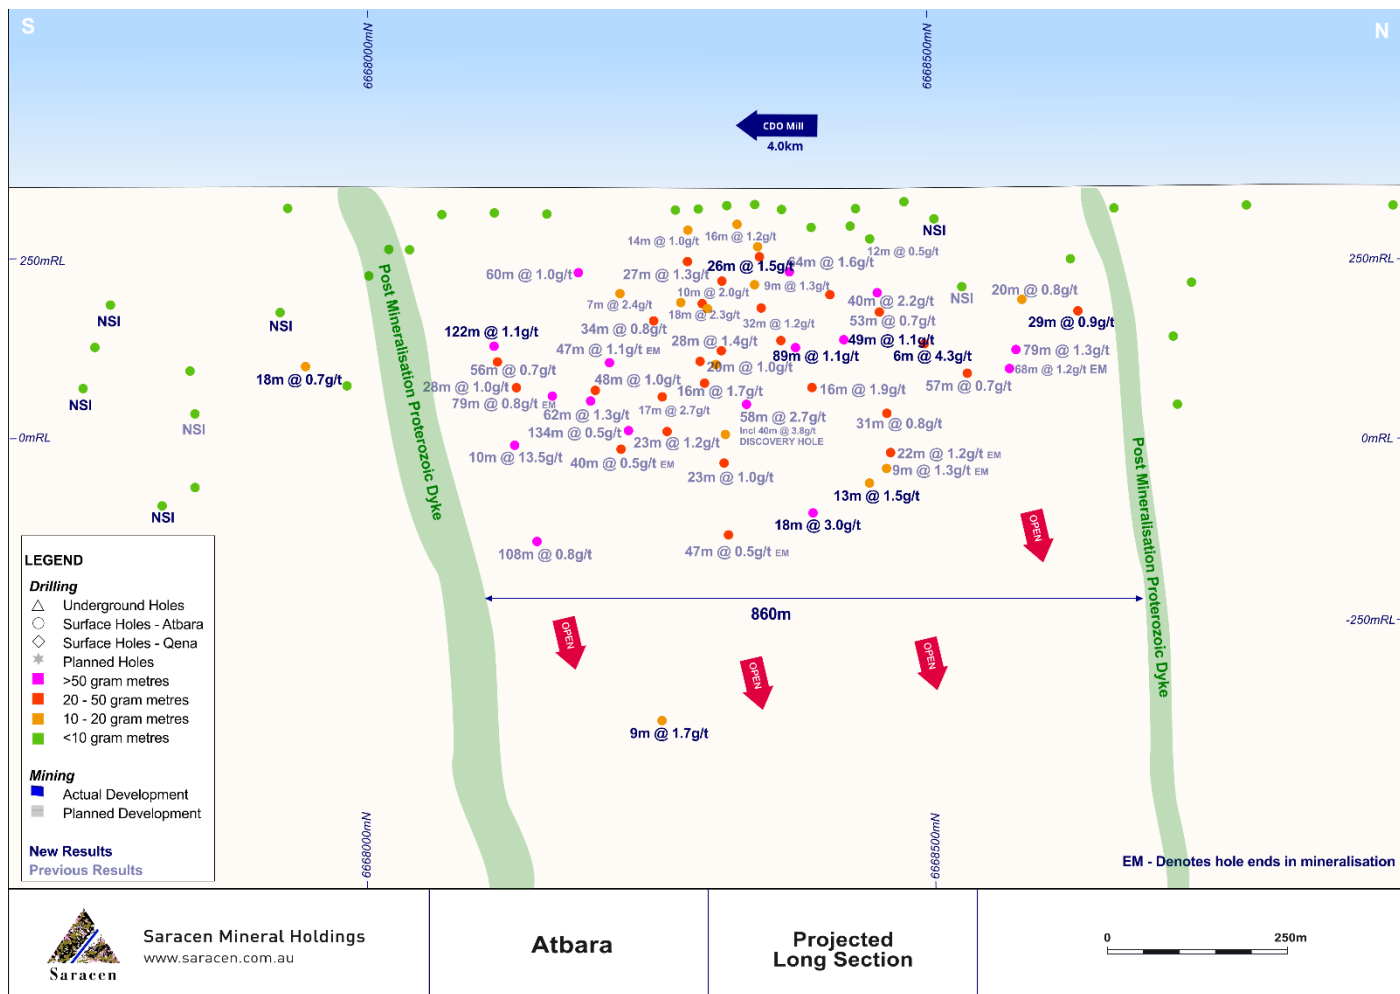 S
N
6668000mN
6668500mN
CDO Mill
4.0km
NSI
14m @ 1.0g/t
16m @ 1.2g/t
12m @ 0.5g/t
250mRL
250mRL
60m @ 1.0g/t
27m @ 1.3g/t
26m @ 1.5g/t
64m @ 1.6g/t
10m @ 2.0g/t
9m @ 1.3g/t
40m @ 2.2g/t
NSI
20m @ 0.8g/t
7m @ 2.4g/t
18m @ 2.3g/t
32m @ 1.2g/t
53m @ 0.7g/t
29m @ 0.9g/t
NSI
NSI
122m @ 1.1g/t
34m @ 0.8g/t
28m @ 1.4g/t
49m @ 1.1g/t
47m @ 1.1g/t EM
89m @ 1.1g/t
6m @ 4.3g/t
79m @ 1.3g/t
56m @ 0.7g/t
20m @ 1.0g/t
68m @ 1.2g/t EM
18m @ 0.7g/t
28m @ 1.0g/t
48m @ 1.0g/t
16m @ 1.7g/t
16m @ 1.9g/t
57m @ 0.7g/t
NSI
79m @ 0.8g/t EM
62m @ 1.3g/t
17m @ 2.7g/t
58m @ 2.7g/t
Incl 40m @ 3.8g/t
DISCOVERY HOLE
31m @ 0.8g/t
NSI
134m @ 0.5g/t
23m @ 1.2g/t
0mRL
0mRL
10m @ 13.5g/t
40m @ 0.5g/t EM
23m @ 1.0g/t
22m @ 1.2g/t EM
9m @ 1.3g/t EM
13m @ 1.5g/t
NSI
18m @ 3.0g/t
108m @ 0.8g/t
47m @ 0.5g/t EM
OPEN
Post Mineralisation Proterozoic Dyke
Post Mineralisation Proterozoic Dyke
860m
-250mRL
OPEN
OPEN
OPEN
9m @ 1.7g/t
LEGEND
Drilling
Underground Holes
Surface Holes - Atbara
Surface Holes - Qena
Planned Holes
>50 gram metres
20 - 50 gram metres
10 - 20 gram metres
<10 gram metres
Mining
Actual Development
Planned Development
New Results
Previous Results
6668000mN
6668500mN
EM - Denotes hole ends in mineralisation
Saracen
Saracen Mineral Holdings
www.saracen.com.au
Atbara
Projected
Long Section
0
250m